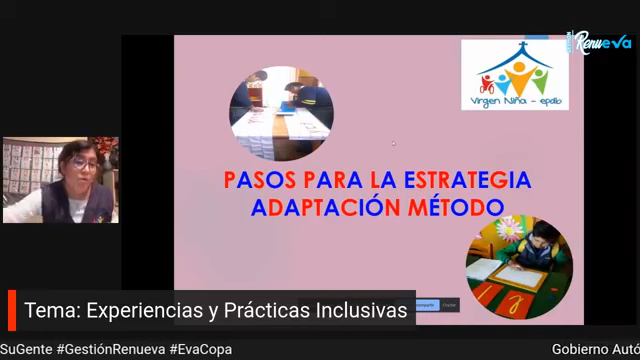 Renueva
Virgen Niña - epdb
PASOS PARA LA ESTRATEGIA
ADAPTACIÓN MÉTODO
Tema: Experiencias y Prácticas Inclusivas
SuGente #GestiónRenueva #EvaCopa
Gobierno Autó